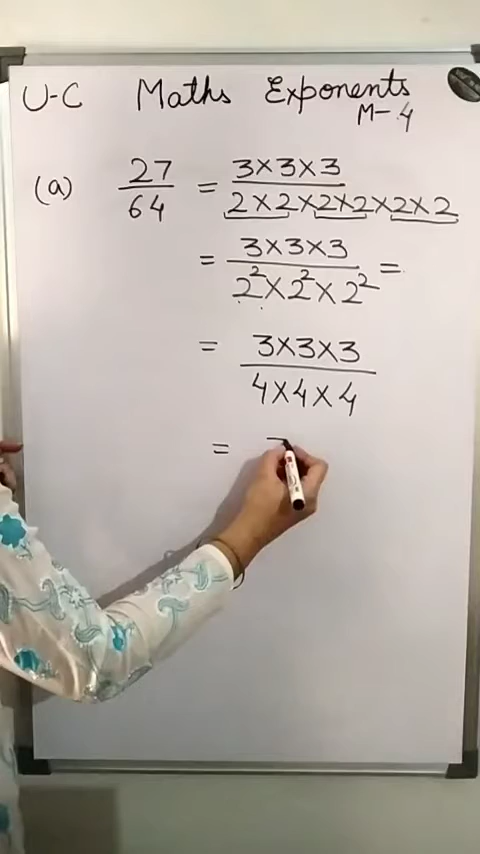 U-C Maths Exponents
M-4
(a) 27/64 = 3×3×3/2×2×2×2×2×2
= 3×3×3/2²×2²×2² =
= 3×3×3/4×4×4
=